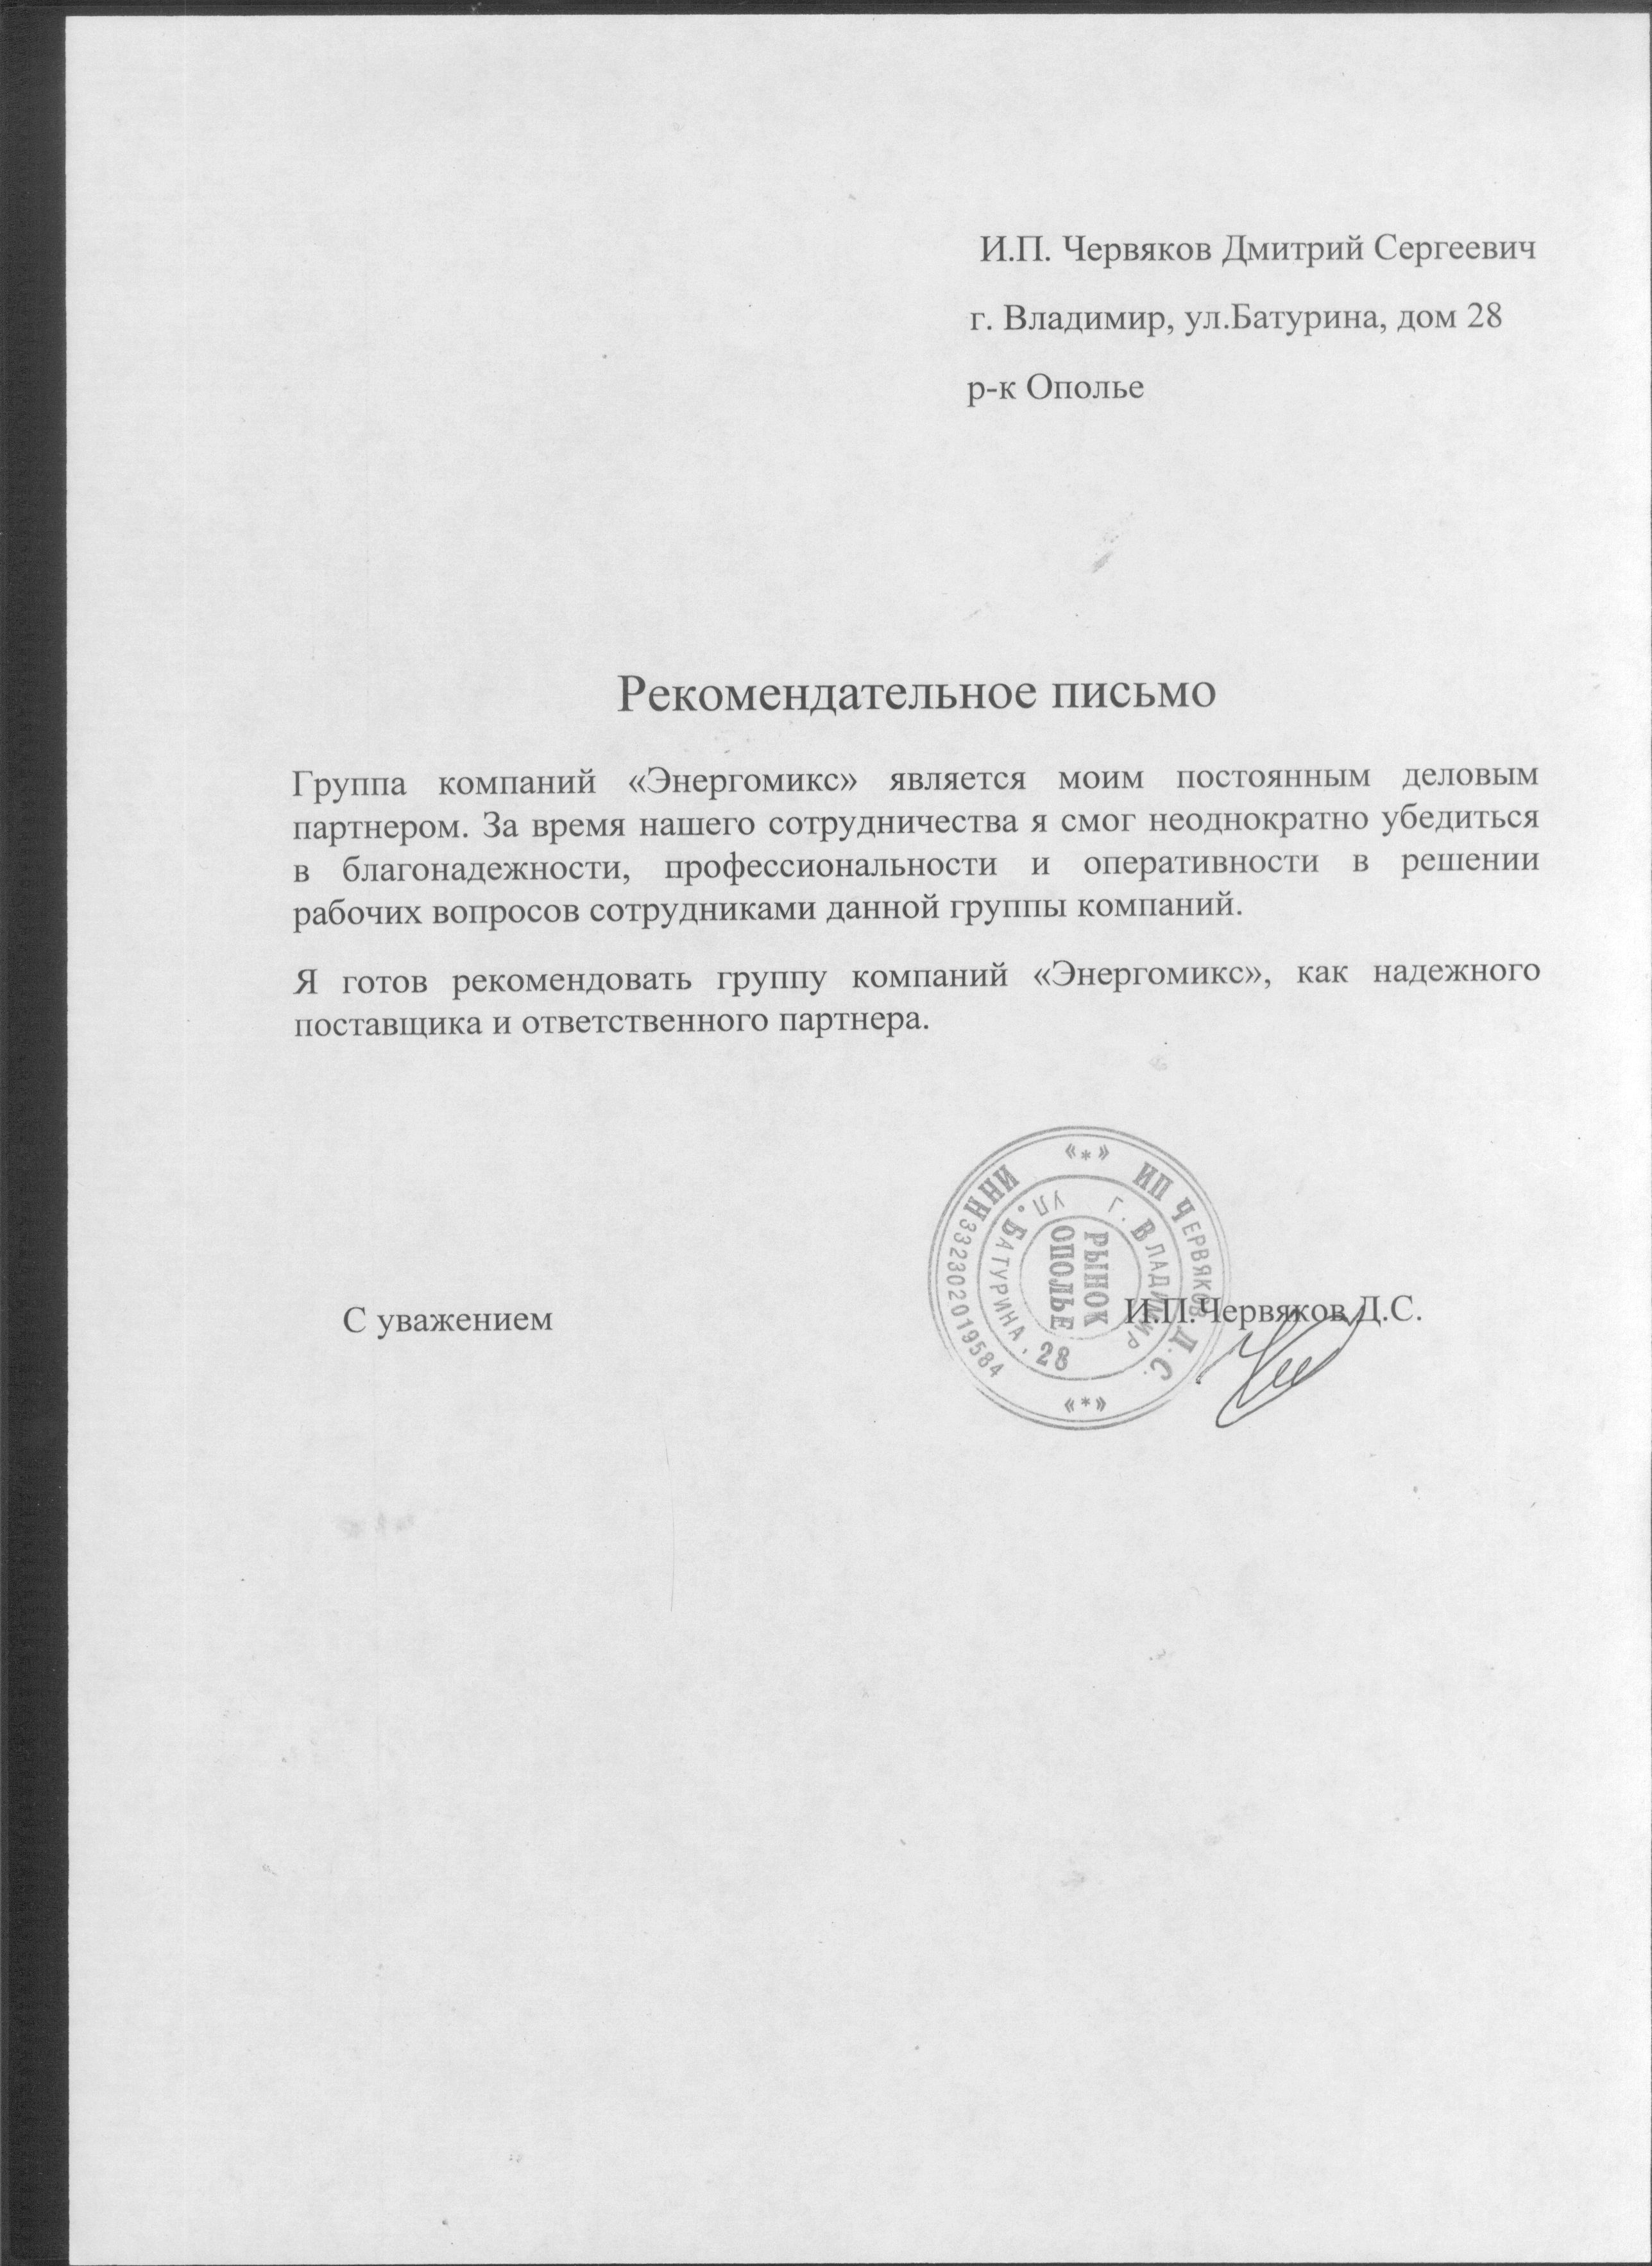 И.П. Червяков Дмитрий Сергеевич
г. Владимир, ул.Батурина, дом 28
р-к Ополье
Рекомендательное письмо
Группа компаний «Энергомикс» является моим постоянным деловым
партнером. За время нашего сотрудничества я смог неоднократно убедиться
в благонадежности, профессиональности и оперативности в решении
рабочих вопросов сотрудниками данной группы компаний.
Я готов рекомендовать группу компаний «Энергомикс», как надежного
поставщика и ответственного партнера.
С уважением
И.П.Червяков Д.С.
ИП ЧЕРВЯКОВ Д.С.
ИНН332302019584
Г. ВЛАДИМИР
УЛ. БАТУРИНА, 28
РЫНОК
ОПОЛЬЕ